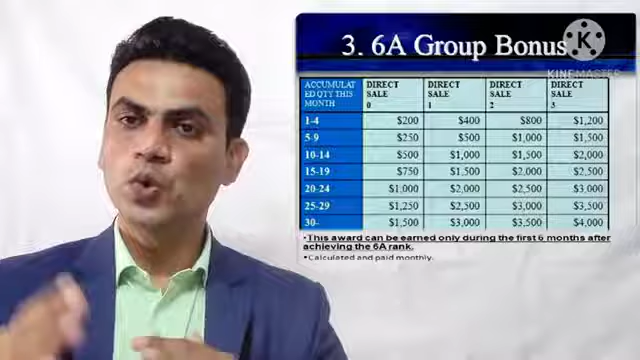 3. 6A Group Bonus
KINEMASTER
ACCUMULAT DIRECT DIRECT DIRECT DIRECT
ED QTY THIS SALE SALE SALE SALE
MONTH 0 1 2 3
1-4 $200 $400 $800 $1,200
5-9 $250 $500 $1,000 $1,500
10-14 $500 $1,000 $1,500 $2,000
15-19 $750 $1,500 $2,000 $2,500
20-24 $1,000 $2,000 $2,500 $3,000
25-29 $1,250 $2,500 $3,000 $3,500
30- $1,500 $3,000 $3,500 $4,000
•This award can be earned only during the first 6 months after
achieving the 6A rank.
•Calculated and paid monthly.